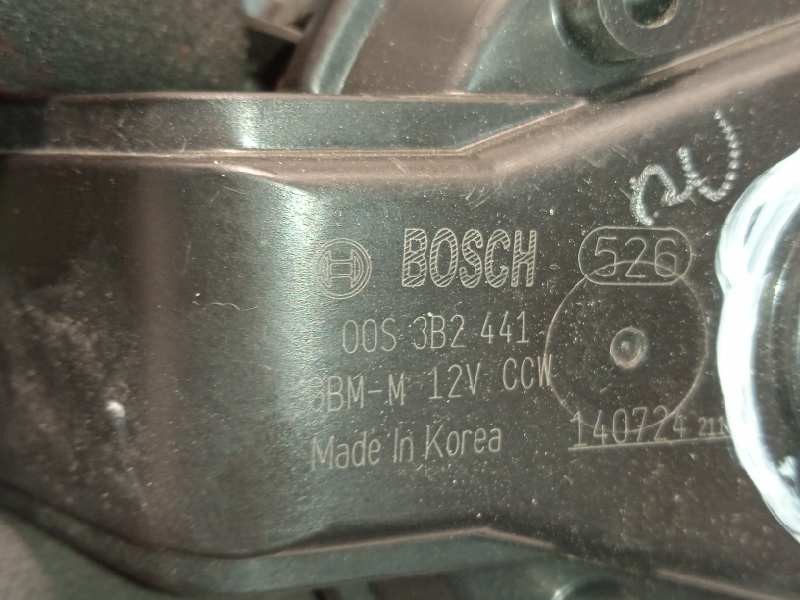 BOSCH 526
00S 3B2 441
BM-M 12V CCW
Made In Korea 140724